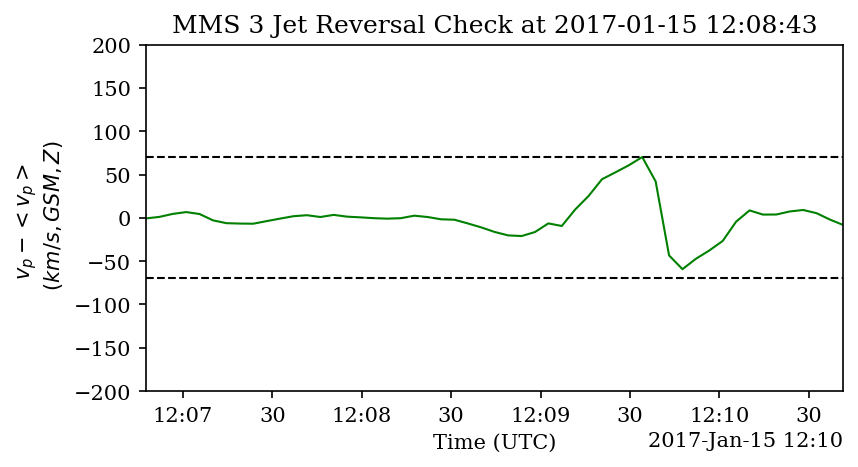 MMS 3 Jet Reversal Check at 2017-01-15 12:08:43
200
150
100
50
0
−50
−100
−150
−200
v_p − < v_p >
(km/s, GSM, Z)
12:07 30 12:08 30 12:09 30 12:10 30
Time (UTC)
2017-Jan-15 12:10